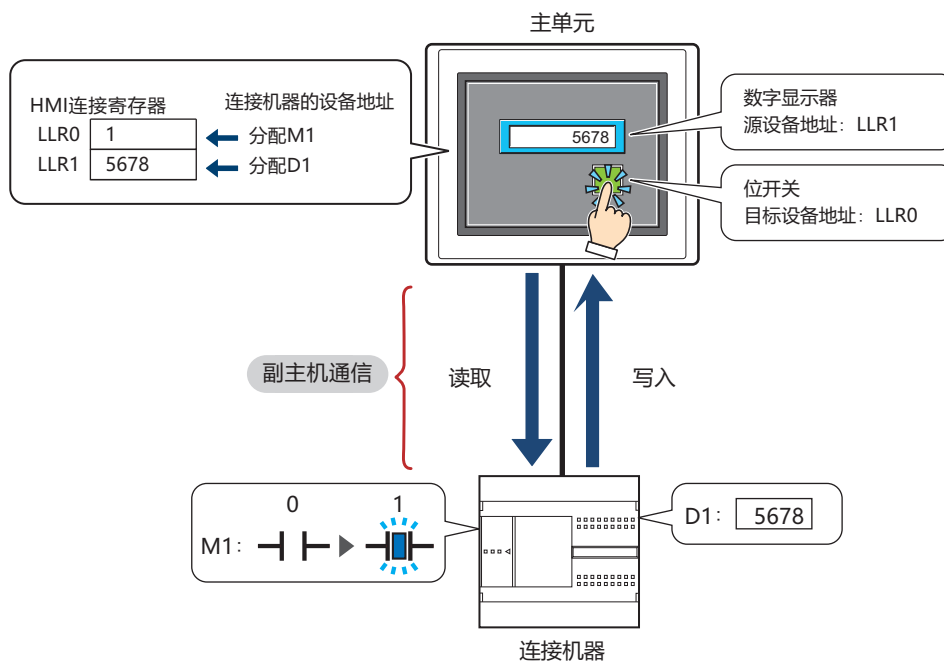 主单元
HMI连接寄存器
连接机器的设备地址
LLR0 1 分配M1
LLR1 5678 分配D1
5678
数字显示器
源设备地址：LLR1
位开关
目标设备地址：LLR0
副主机通信
读取
写入
0 1
M1：
D1： 5678
连接机器